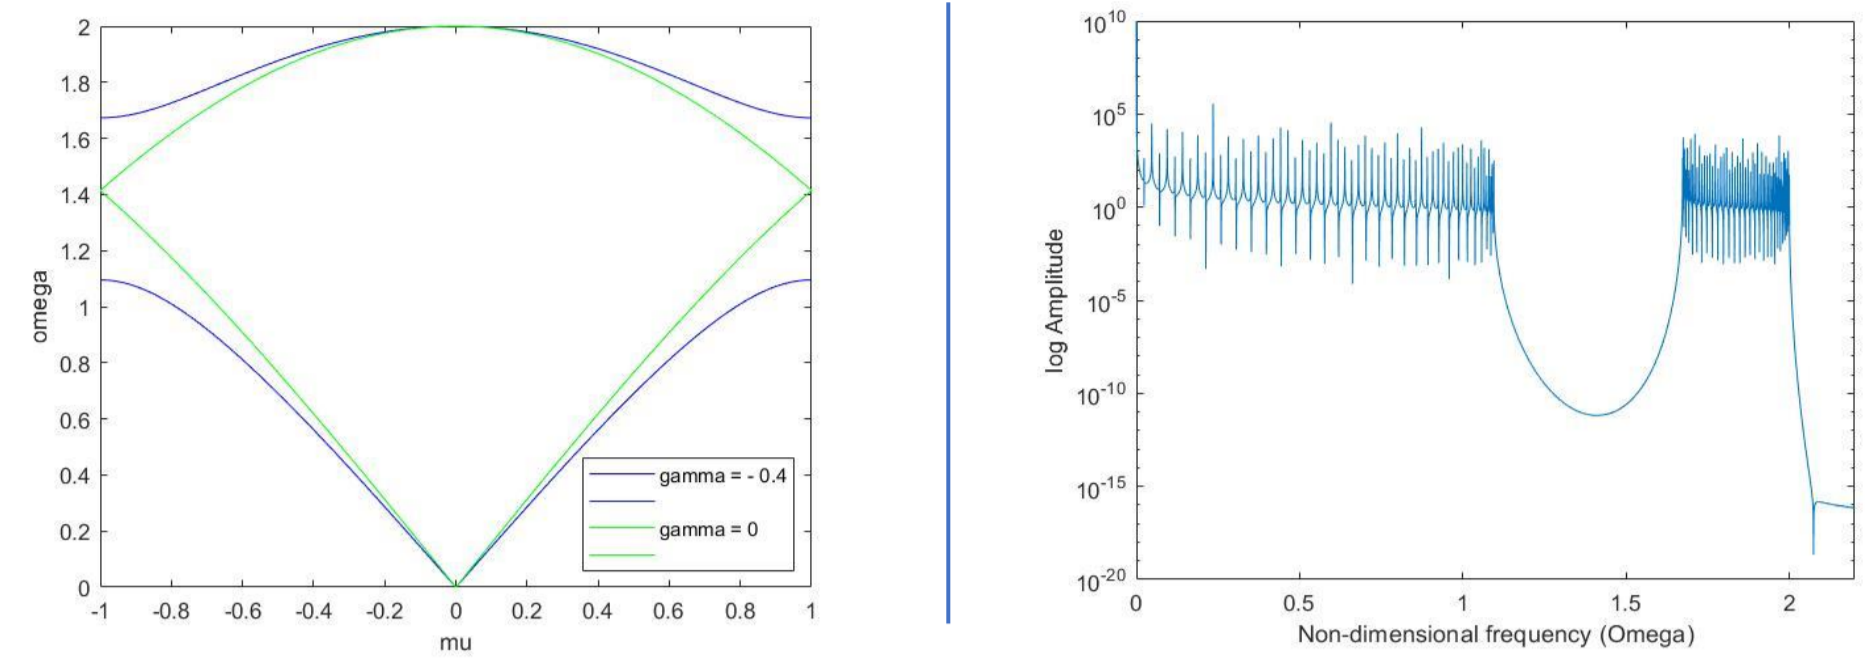 2
1.8
1.6
1.4
1.2
1
0.8
0.6
0.4
0.2
0
omega
-1 -0.8 -0.6 -0.4 -0.2 0 0.2 0.4 0.6 0.8 1
mu
gamma = - 0.4
gamma = 0
10^10
10^5
10^0
10^-5
10^-10
10^-15
10^-20
log Amplitude
0 0.5 1 1.5 2
Non-dimensional frequency (Omega)